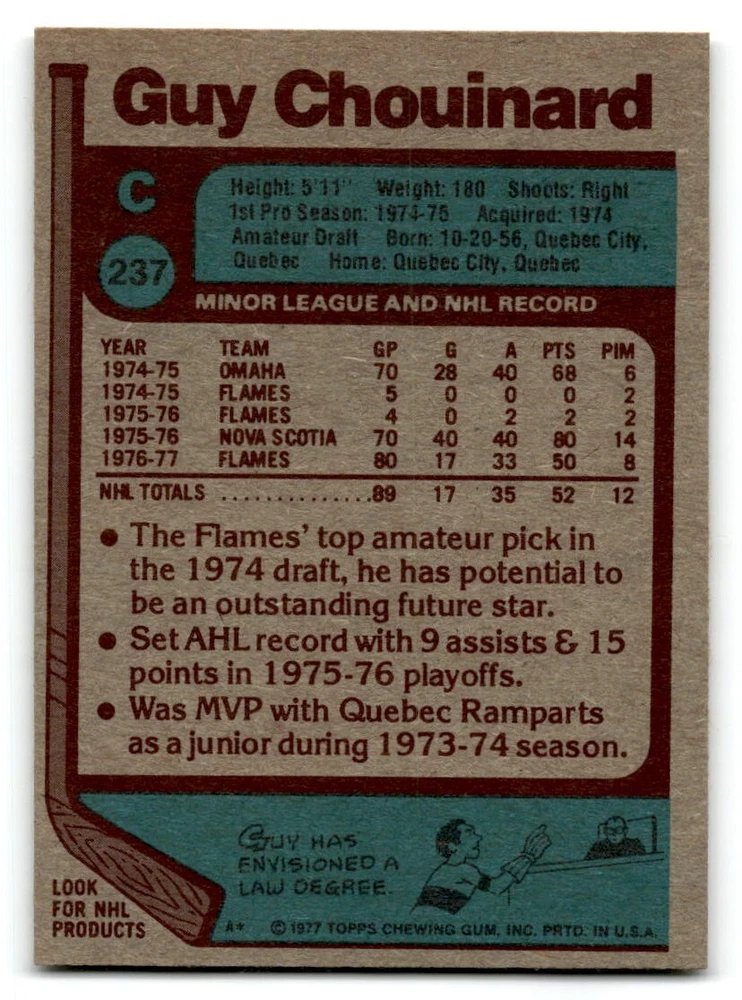 Guy Chouinard
C
237
Height: 5'11" Weight: 180 Shoots: Right
1st Pro Season: 1974-75 Acquired: 1974
Amateur Draft Born: 10-20-56, Quebec City,
Quebec Home: Quebec City, Quebec
MINOR LEAGUE AND NHL RECORD
YEAR TEAM GP G A PTS PIM
1974-75 OMAHA 70 28 40 68 6
1974-75 FLAMES 5 0 0 0 2
1975-76 FLAMES 4 0 2 2 2
1975-76 NOVA SCOTIA 70 40 40 80 14
1976-77 FLAMES 80 17 33 50 8
NHL TOTALS ..............89 17 35 52 12
● The Flames' top amateur pick in
the 1974 draft, he has potential to
be an outstanding future star.
● Set AHL record with 9 assists & 15
points in 1975-76 playoffs.
● Was MVP with Quebec Ramparts
as a junior during 1973-74 season.
GUY HAS
ENVISIONED A
LAW DEGREE.
LOOK
FOR NHL
PRODUCTS
A* © 1977 TOPPS CHEWING GUM, INC. PRTD. IN U.S.A.